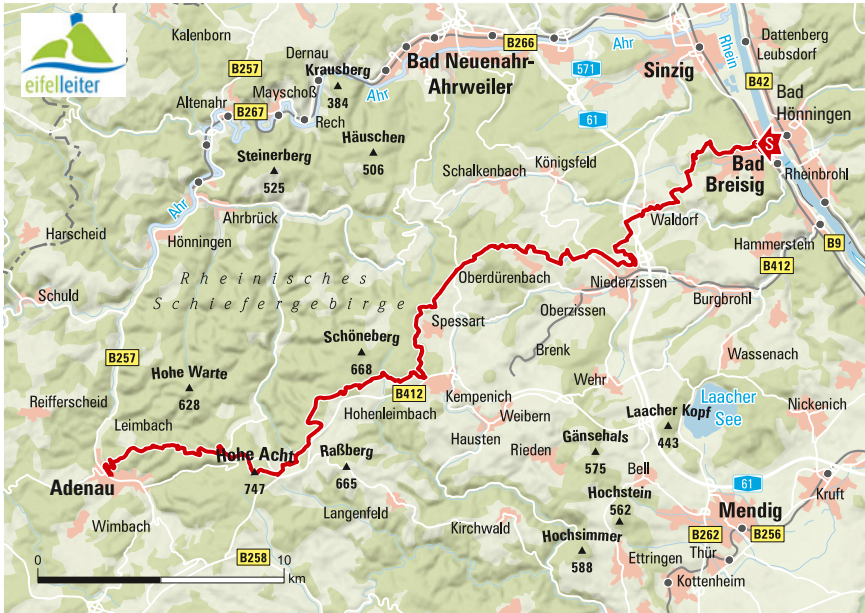 eifelleiter
Kalenborn
B257
Dernau
Krausberg
384
Bad Neuenahr-
Ahrweiler
B266
Ahr
571
Sinzig
Rhein
Dattenberg
Leubsdorf
B42
Bad
Hönningen
Altenahr
B267
Mayschoß
Rech
Ahr
61
Häuschen
506
Steinerberg
525
Schalkenbach
Königsfeld
S
Bad
Breisig
Rheinbrohl
Ahr
Ahrbrück
Harscheid
Hönningen
Waldorf
Hammerstein
B9
B412
Rheinisches
Schiefergebirge
Schuld
Oberdürenbach
Niederzissen
Oberzissen
Burgbrohl
Spessart
Brenk
Wassenach
B257
Schöneberg
668
Hohe Warte
628
Reifferscheid
Leimbach
B412
Hohenleimbach
Kempenich
Weibern
Wehr
Laacher Kopf
443
Laacher
See
Nickenich
Hausten
Rieden
Gänsehals
575
Hohe Acht
747
Raßberg
665
Adenau
Bell
61
Kruft
Hochstein
562
Mendig
Langenfeld
Kirchwald
Wimbach
Hochsimmer
588
B262
B256
Thür
Ettringen
Kottenheim
B258
0
10
km